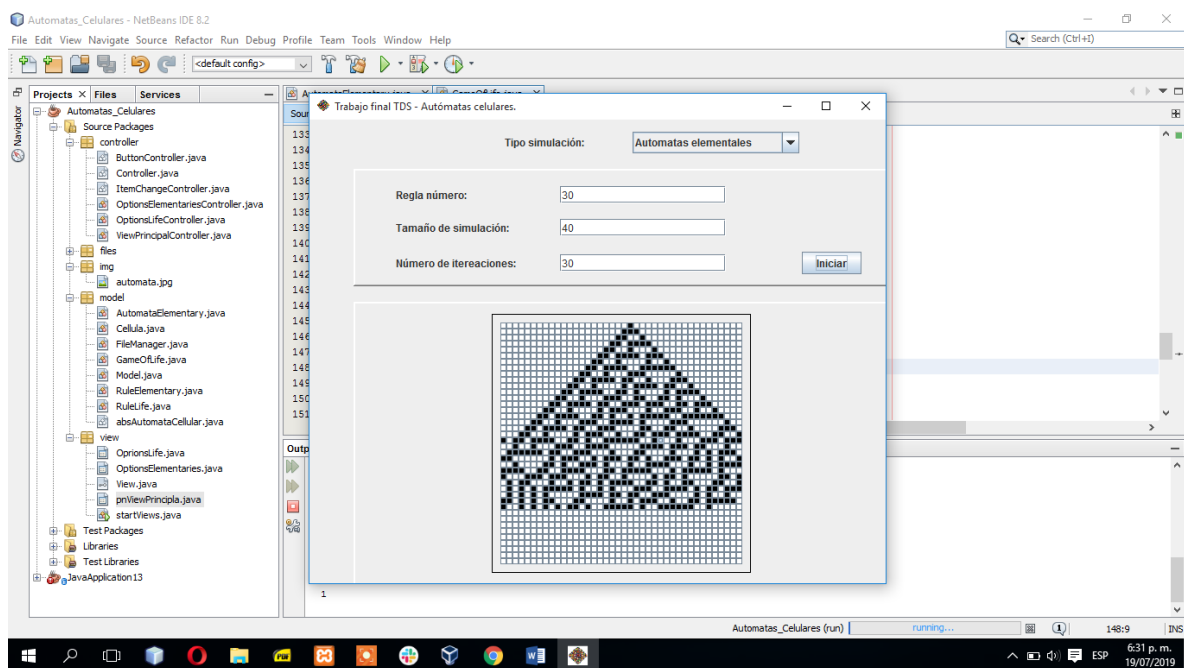 Automatas_Celulares - NetBeans IDE 8.2
File Edit View Navigate Source Refactor Run Debug Profile Team Tools Window Help
Search (Ctrl+I)
<default config>
Projects Files Services
Navigator
Automatas_Celulares
Source Packages
controller
ButtonController.java
Controller.java
ItemChangeController.java
OptionsElementariesController.java
OptionsLifeController.java
ViewPrincipalController.java
files
img
automata.jpg
model
AutomataElementary.java
Cellula.java
FileManager.java
GameOfLife.java
Model.java
RuleElementary.java
RuleLife.java
absAutomataCellular.java
view
OprionsLife.java
OptionsElementaries.java
View.java
pnViewPrincipla.java
startViews.java
Test Packages
Libraries
Test Libraries
JavaApplication13
Sour
133
134
135
136
137
138
139
140
141
142
143
144
145
146
147
148
149
150
151
Outp
Trabajo final TDS - Autómatas celulares.
Tipo simulación: Automatas elementales
Regla número: 30
Tamaño de simulación: 40
Número de itereaciones: 30
Iniciar
1
Automatas_Celulares (run) running... 1 148:9 INS
PDF
ESP
6:31 p. m.
19/07/2019